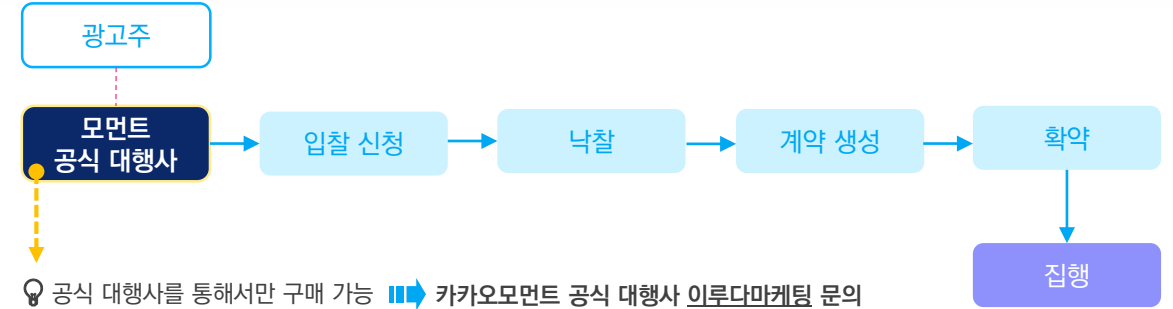 광고주
모먼트
공식 대행사
입찰 신청
낙찰
계약 생성
확약
집행
공식 대행사를 통해서만 구매 가능 카카오모먼트 공식 대행사 이루다마케팅 문의